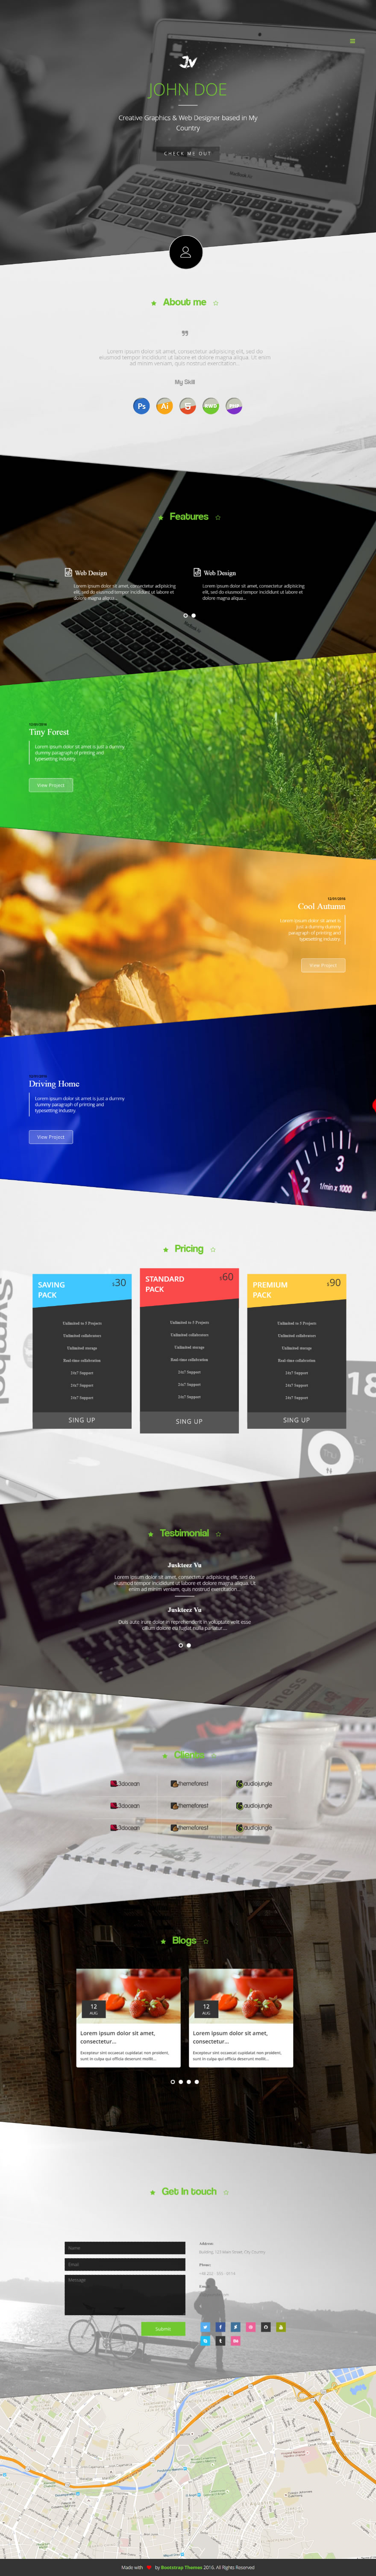 JV
JOHN DOE
Creative Graphics & Web Designer based in My
Country
CHECK ME OUT
About me
Lorem ipsum dolor sit amet, consectetur adipisicing elit, sed do
eiusmod tempor incididunt ut labore et dolore magna aliqua. Ut enim
ad minim veniam, quis nostrud exercitation...
My Skill
Ps Ai 5 RWD PHP
Features
Web Design
Lorem ipsum dolor sit amet, consectetur adipisicing
elit, sed do eiusmod tempor incididunt ut labore et
dolore magna aliqua...
Web Design
Lorem ipsum dolor sit amet, consectetur adipisicing
elit, sed do eiusmod tempor incididunt ut labore et
dolore magna aliqua...
Tiny Forest
Lorem ipsum dolor sit amet is just a dummy
dummy paragraph of printing and
typesetting industry
View Project
Cool Autumn
Lorem ipsum dolor sit amet is
just a dummy dummy
paragraph of printing and
typesetting industry
View Project
Driving Home
Lorem ipsum dolor sit amet is just a dummy
dummy paragraph of printing and
typesetting industry
View Project
1/min x 1000
Pricing
SAVING
PACK
$30
Unlimited to 5 Projects
Unlimited collaborators
Unlimited storage
Real-time collaboration
24x7 Support
24x7 Support
24x7 Support
SING UP
STANDARD
PACK
$60
Unlimited to 5 Projects
Unlimited collaborators
Unlimited storage
Real-time collaboration
24x7 Support
24x7 Support
24x7 Support
SING UP
PREMIUM
PACK
$90
Unlimited to 5 Projects
Unlimited collaborators
Unlimited storage
Real-time collaboration
24x7 Support
24x7 Support
24x7 Support
SING UP
Testimonial
Juskteez Vu
Lorem ipsum dolor sit amet, consectetur adipisicing elit, sed do
eiusmod tempor incididunt ut labore et dolore magna aliqua. Ut
enim ad minim veniam, quis nostrud exercitation...
Juskteez Vu
Duis aute irure dolor in reprehenderit in voluptate velit esse
cillum dolore eu fugiat nulla pariatur...
Clients
3docean themeforest audiojungle
3docean themeforest audiojungle
3docean themeforest audiojungle
Blogs
12
AUG
Lorem ipsum dolor sit amet,
consectetur...
Excepteur sint occaecat cupidatat non proident,
sunt in culpa qui officia deserunt mollit...
12
AUG
Lorem ipsum dolor sit amet,
consectetur...
Excepteur sint occaecat cupidatat non proident,
sunt in culpa qui officia deserunt mollit...
Get in touch
Name
Email
Message
Submit
Address:
Phone:
Email:
Made with by Bootstrap Themes 2016. All Rights Reserved